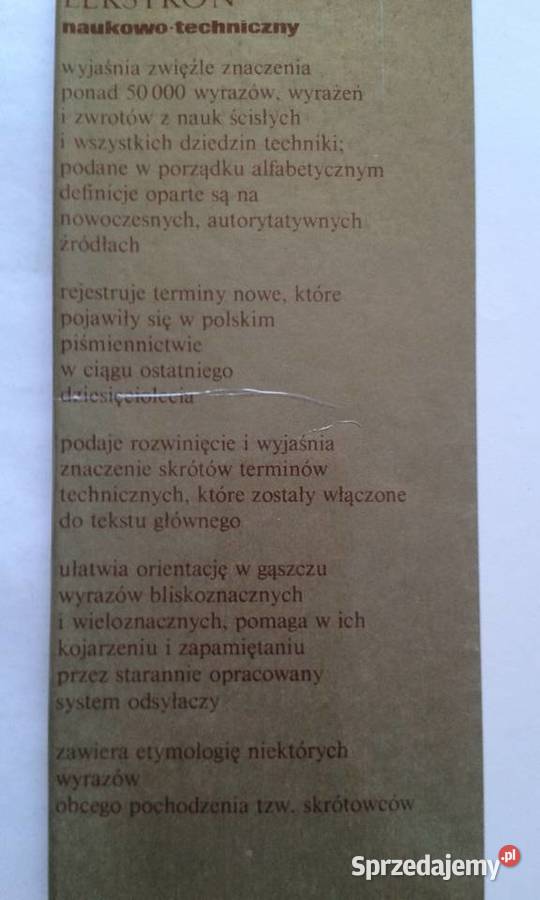 LEKSYKON
naukowo-techniczny
wyjaśnia zwięźle znaczenia
ponad 50 000 wyrazów, wyrażeń
i zwrotów z nauk ścisłych
i wszystkich dziedzin techniki;
podane w porządku alfabetycznym
definicje oparte są na
nowoczesnych, autorytatywnych
źródłach
rejestruje terminy nowe, które
pojawiły się w polskim
piśmiennictwie
w ciągu ostatniego
dziesięciolecia
podaje rozwinięcie i wyjaśnia
znaczenie skrótów terminów
technicznych, które zostały włączone
do tekstu głównego
ułatwia orientację w gąszczu
wyrazów bliskoznacznych
i wieloznacznych, pomaga w ich
kojarzeniu i zapamiętaniu
przez starannie opracowany
system odsyłaczy
zawiera etymologię niektórych
wyrazów
obcego pochodzenia tzw. skrótowców
Sprzedajemy.pl